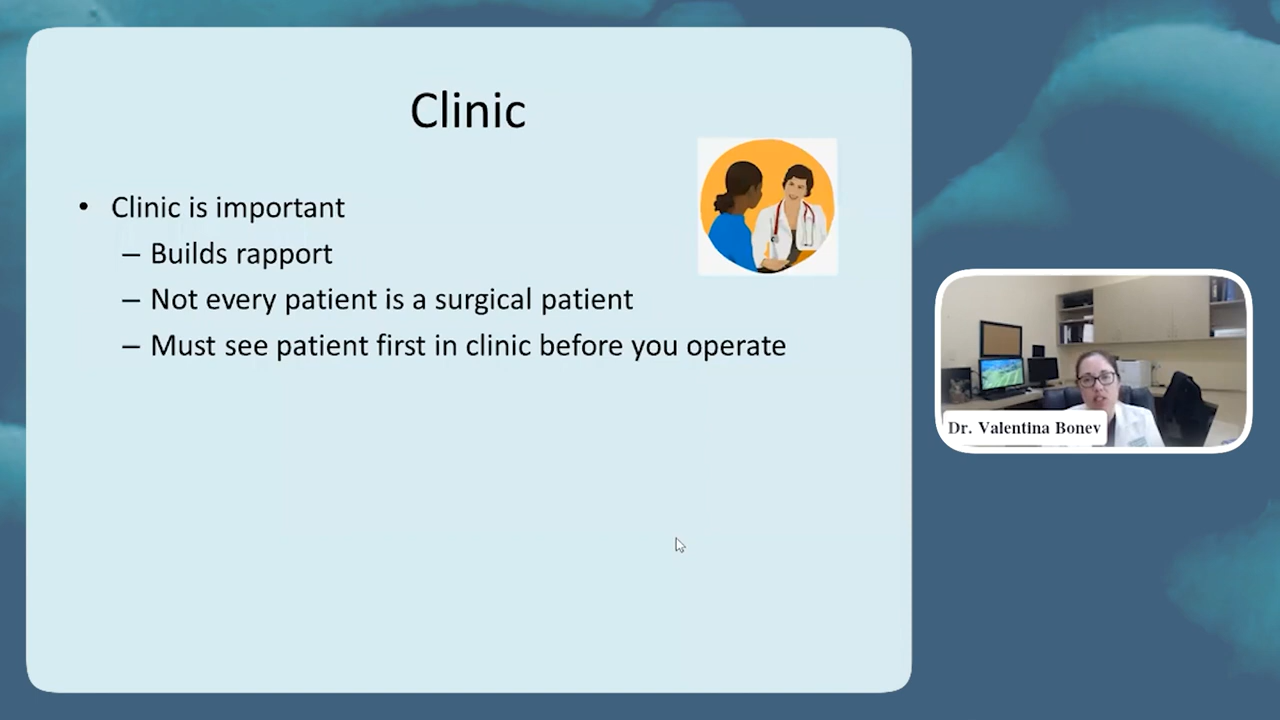 Clinic
• Clinic is important
– Builds rapport
– Not every patient is a surgical patient
– Must see patient first in clinic before you operate
Dr. Valentina Bonev